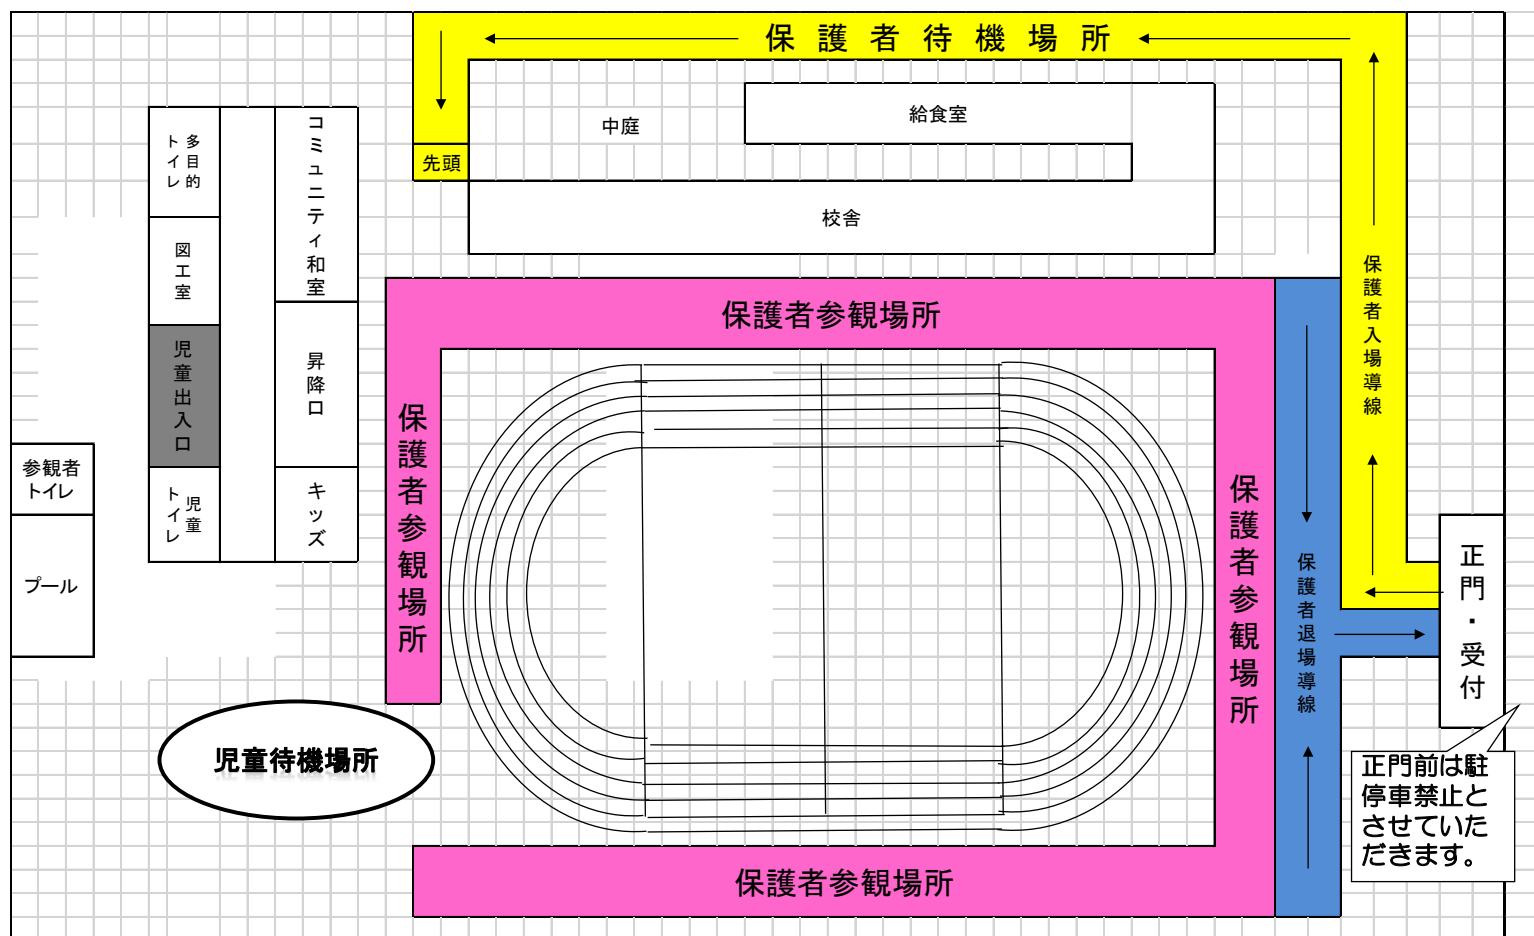 保護者待機場所
先頭
中庭
給食室
校舎
多目的
トイレ
コミュニティ和室
図工室
児童出入口
昇降口
児童
トイレ
キッズ
参観者
トイレ
プール
保護者参観場所
保護者参観場所
保護者参観場所
保護者参観場所
保護者入場導線
保護者退場導線
正門・受付
児童待機場所
正門前は駐
停車禁止と
させていた
だきます。